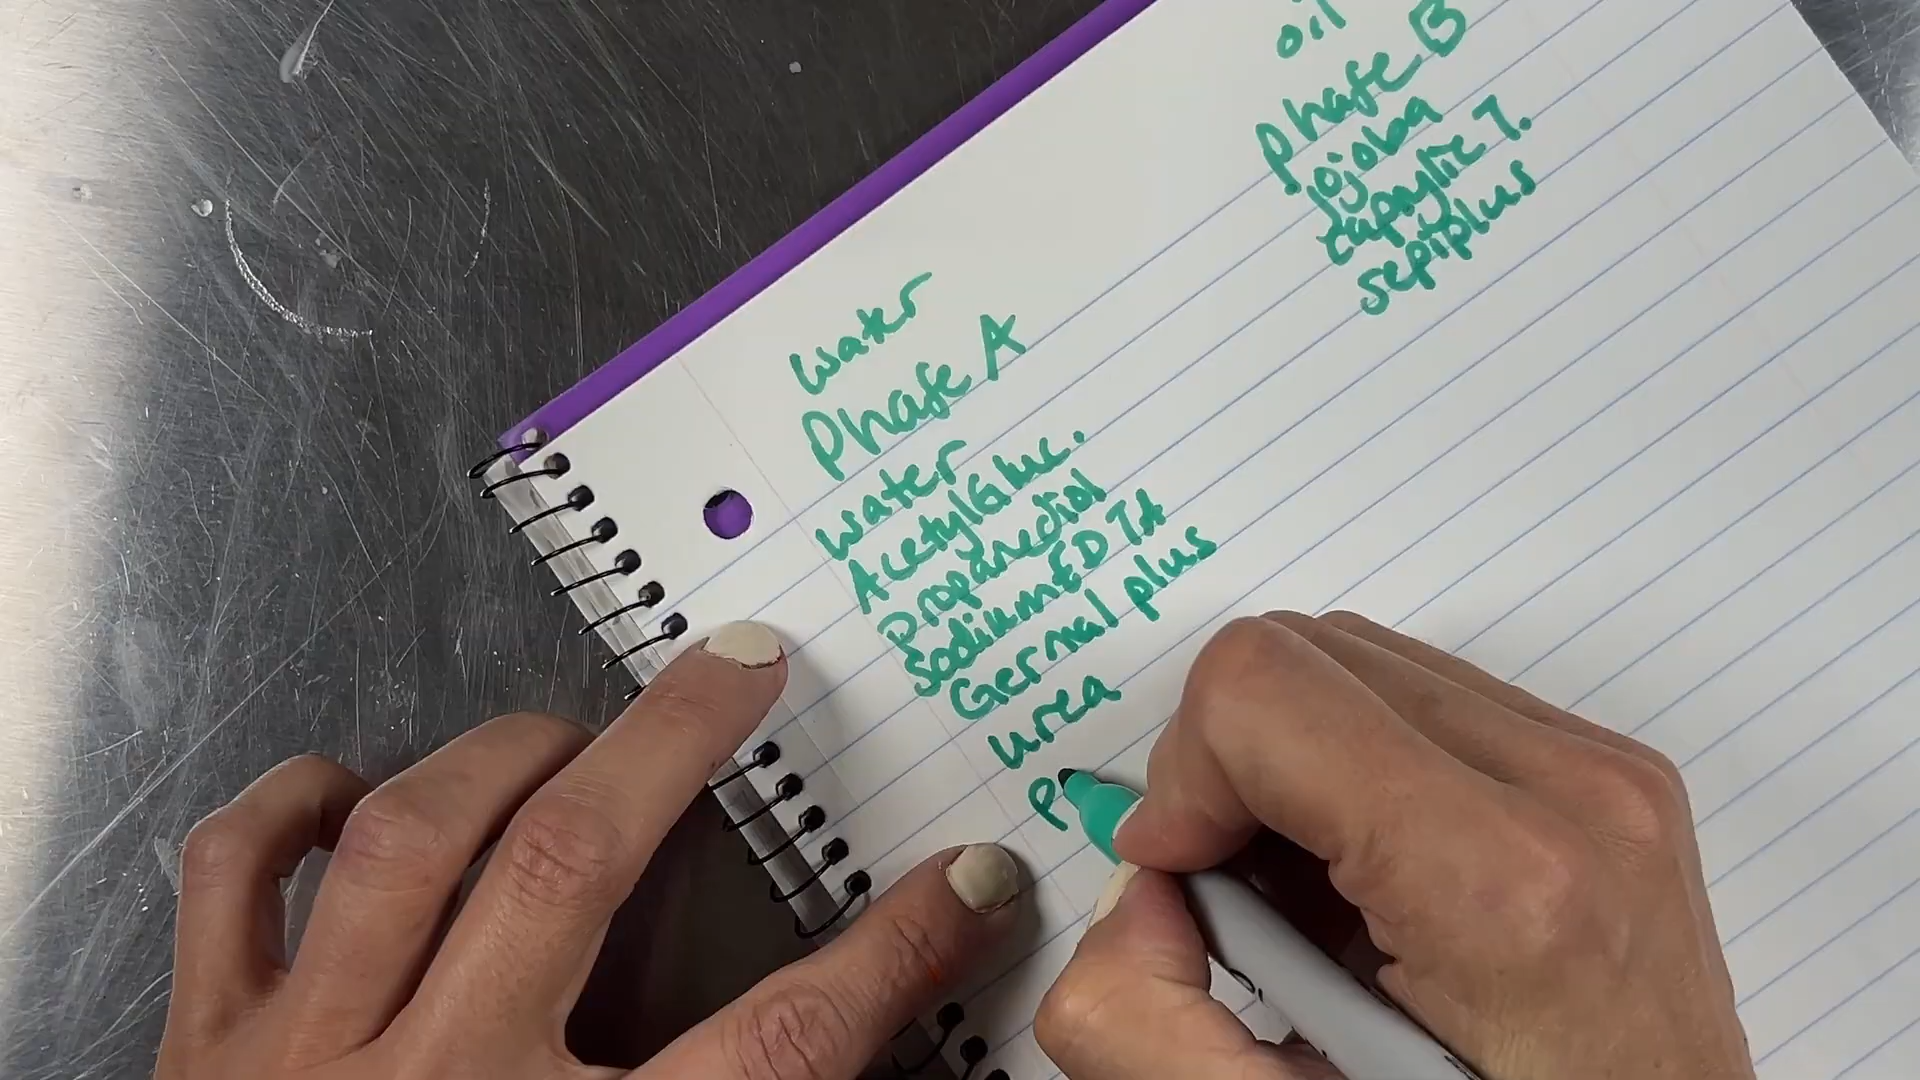 water
Phase A
water
Acetyl Gluc.
propanediol
Sodium EDTA
Germal plus
urea
P
oil
phase B
jojoba
caprylic T.
sepiplus